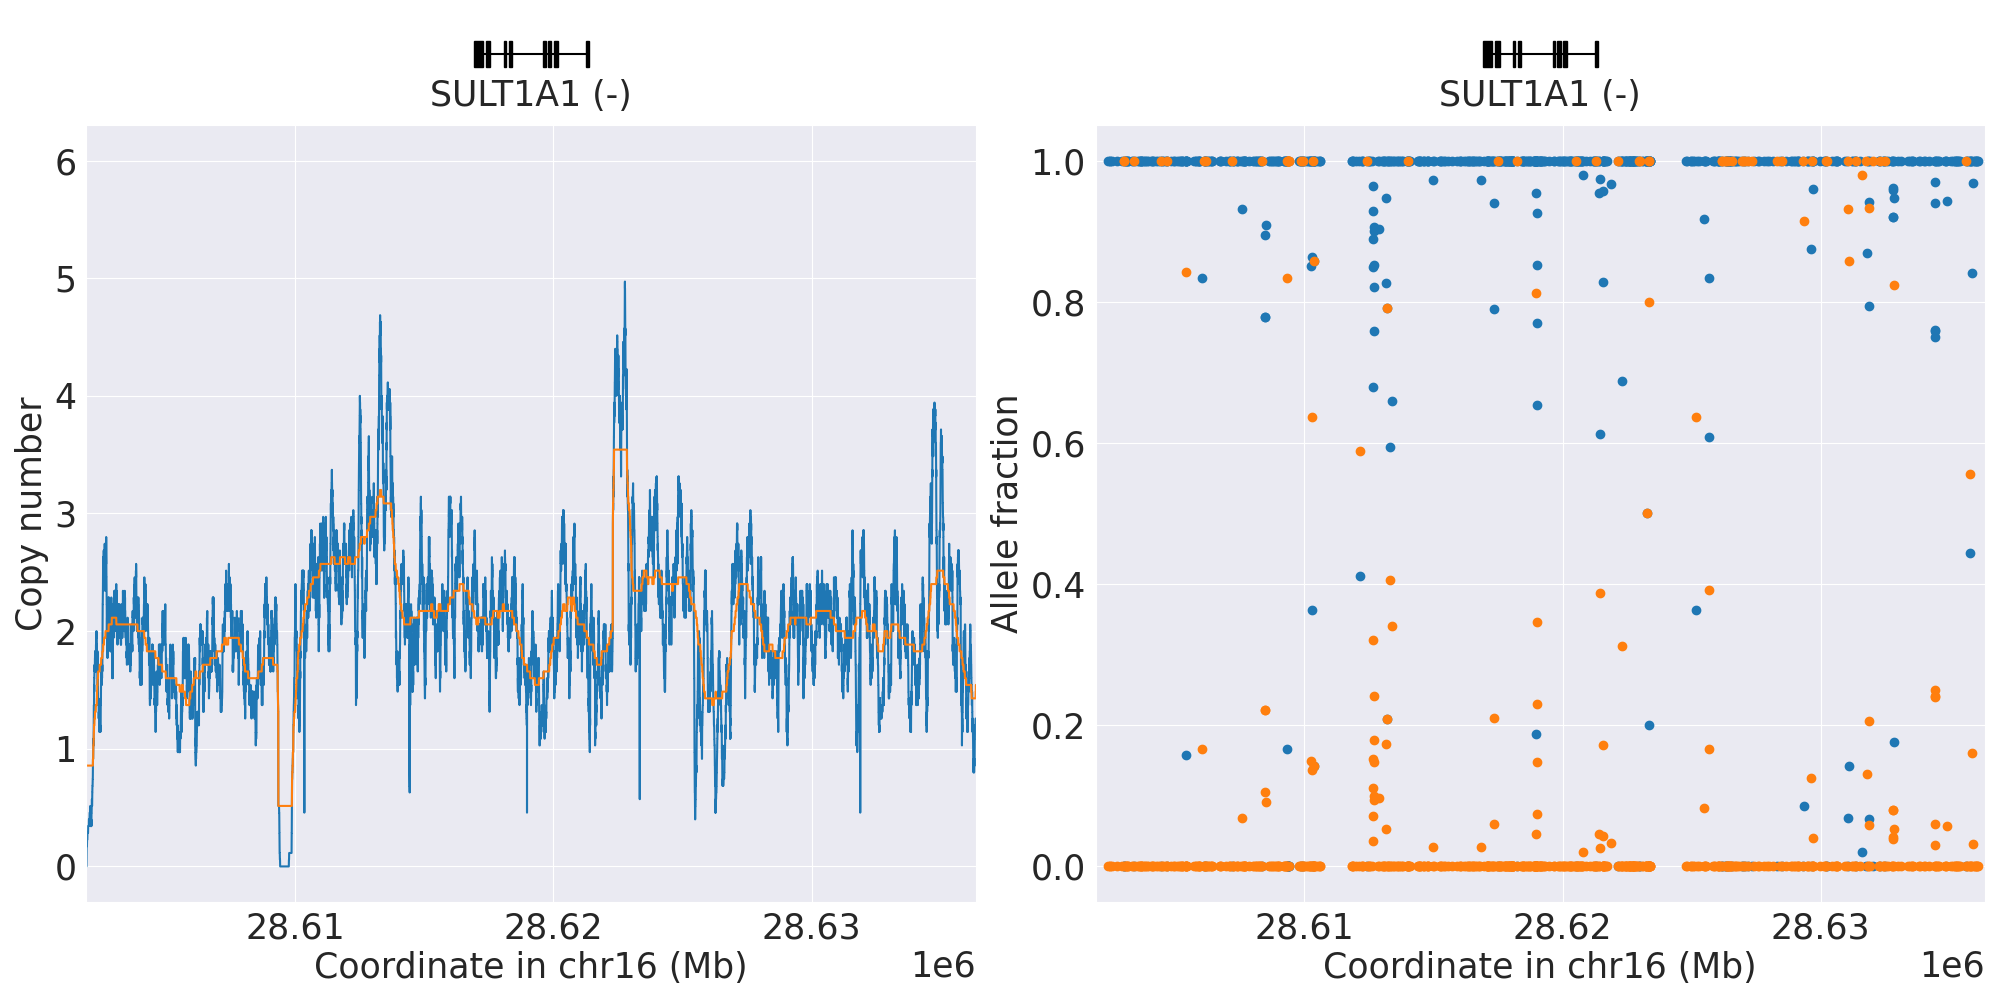 SULT1A1 (-)
6
5
4
3
2
1
0
Copy number
28.61
28.62
28.63
Coordinate in chr16 (Mb)
1e6
SULT1A1 (-)
1.0
0.8
0.6
0.4
0.2
0.0
Allele fraction
28.61
28.62
28.63
Coordinate in chr16 (Mb)
1e6